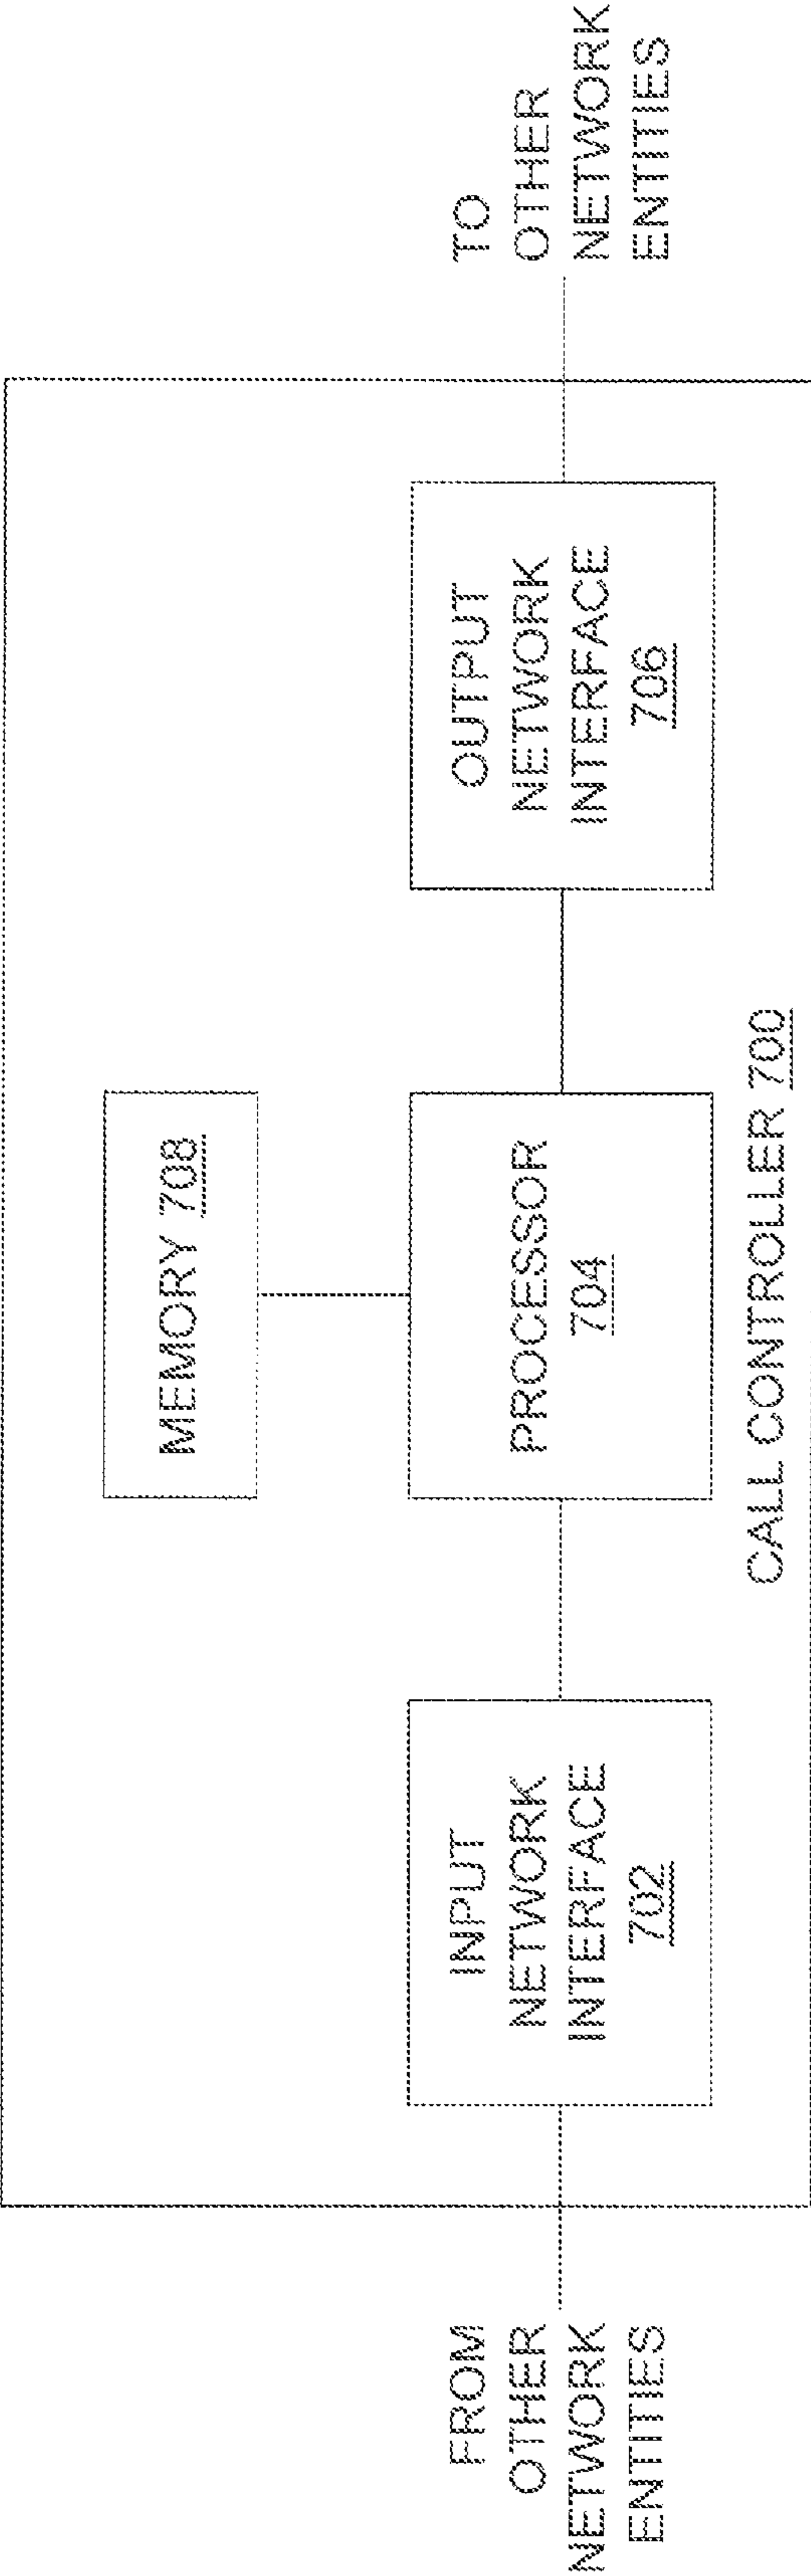 MEMORY 708
FROM
OTHER
NETWORK
ENTITIES
INPUT
NETWORK
INTERFACE
702
PROCESSOR
704
OUTPUT
NETWORK
INTERFACE
706
TO
OTHER
NETWORK
ENTITIES
CALL CONTROLLER 700